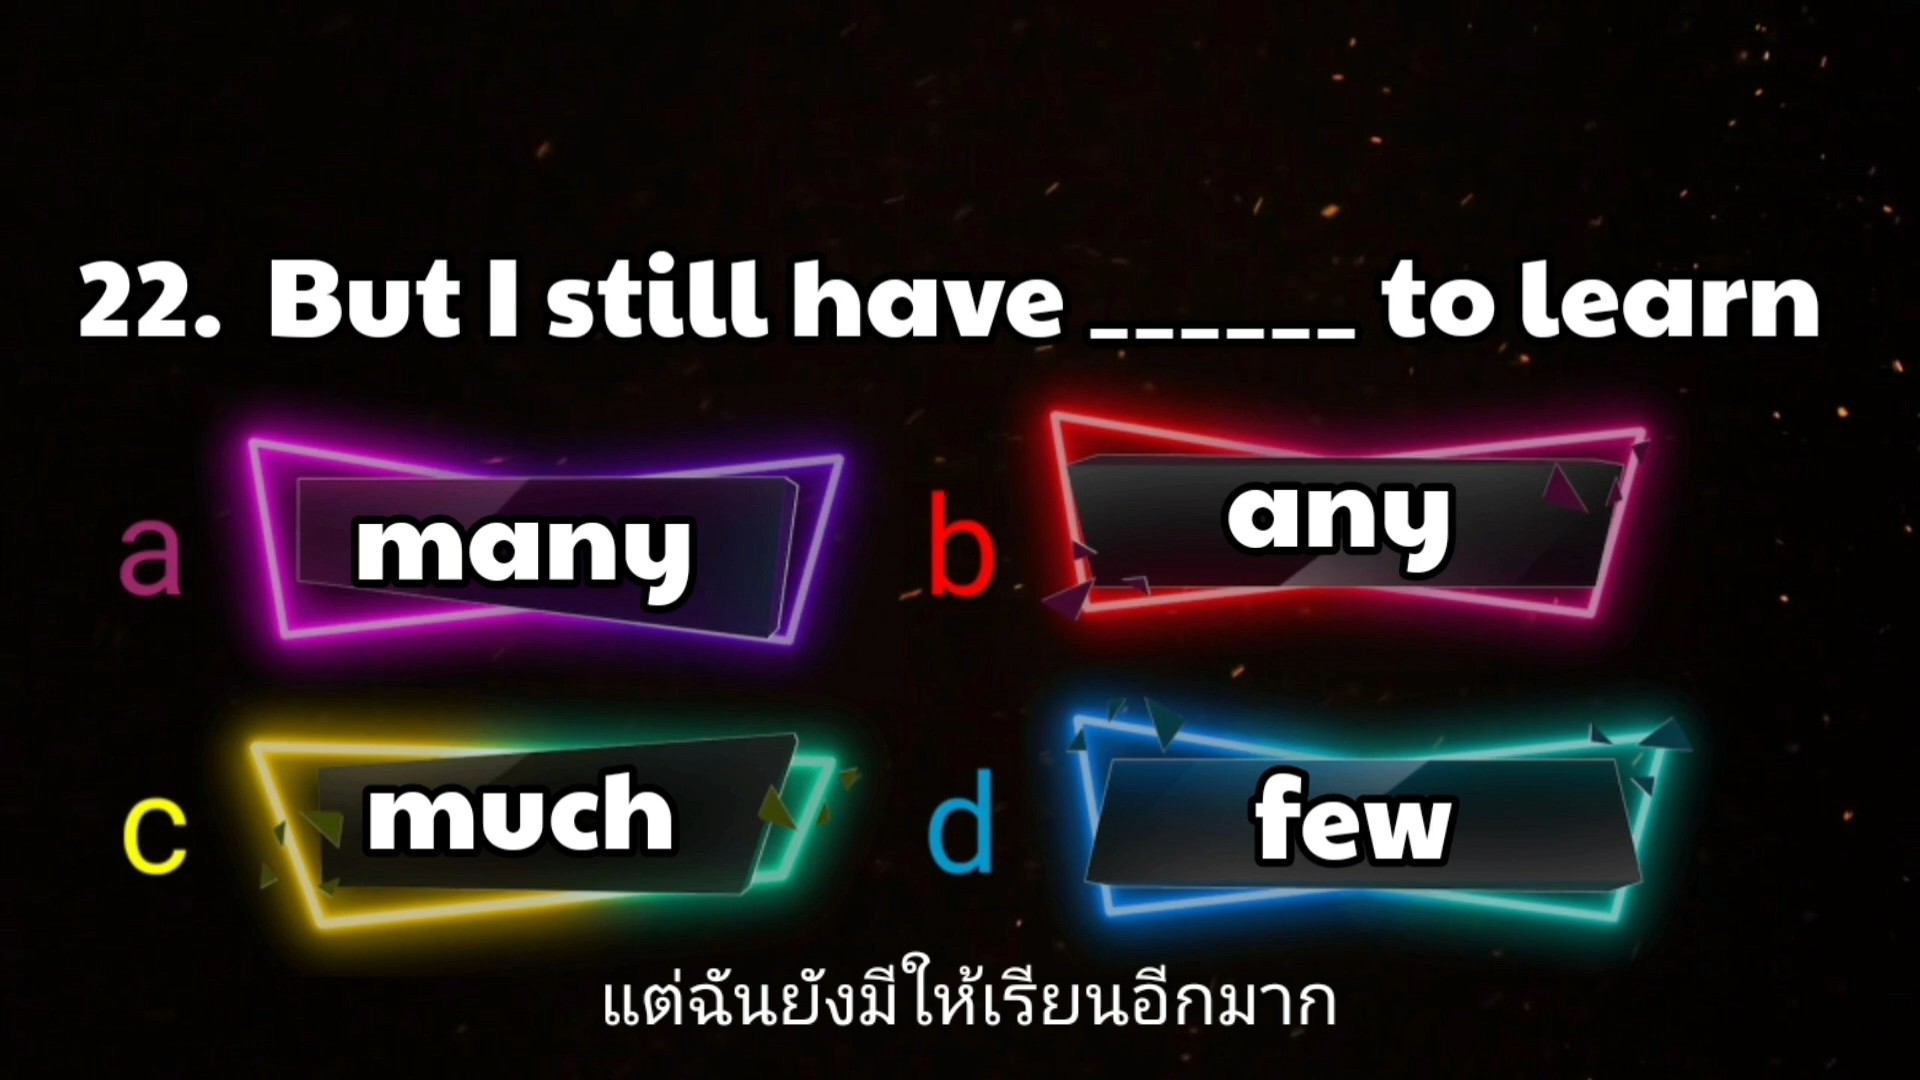 22. But I still have ______ to learn
a many
b any
c much
d few
แต่ฉันยังมีให้เรียนอีกมาก